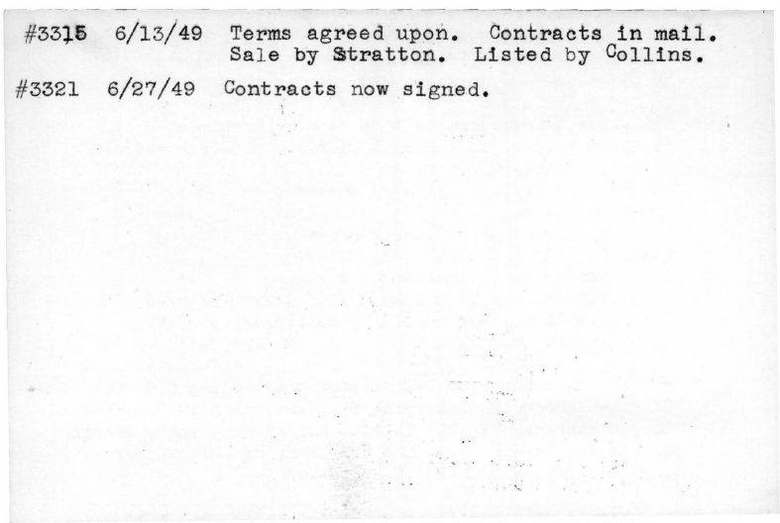 #3315 6/13/49 Terms agreed upon. Contracts in mail.
Sale by Stratton. Listed by Collins.
#3321 6/27/49 Contracts now signed.